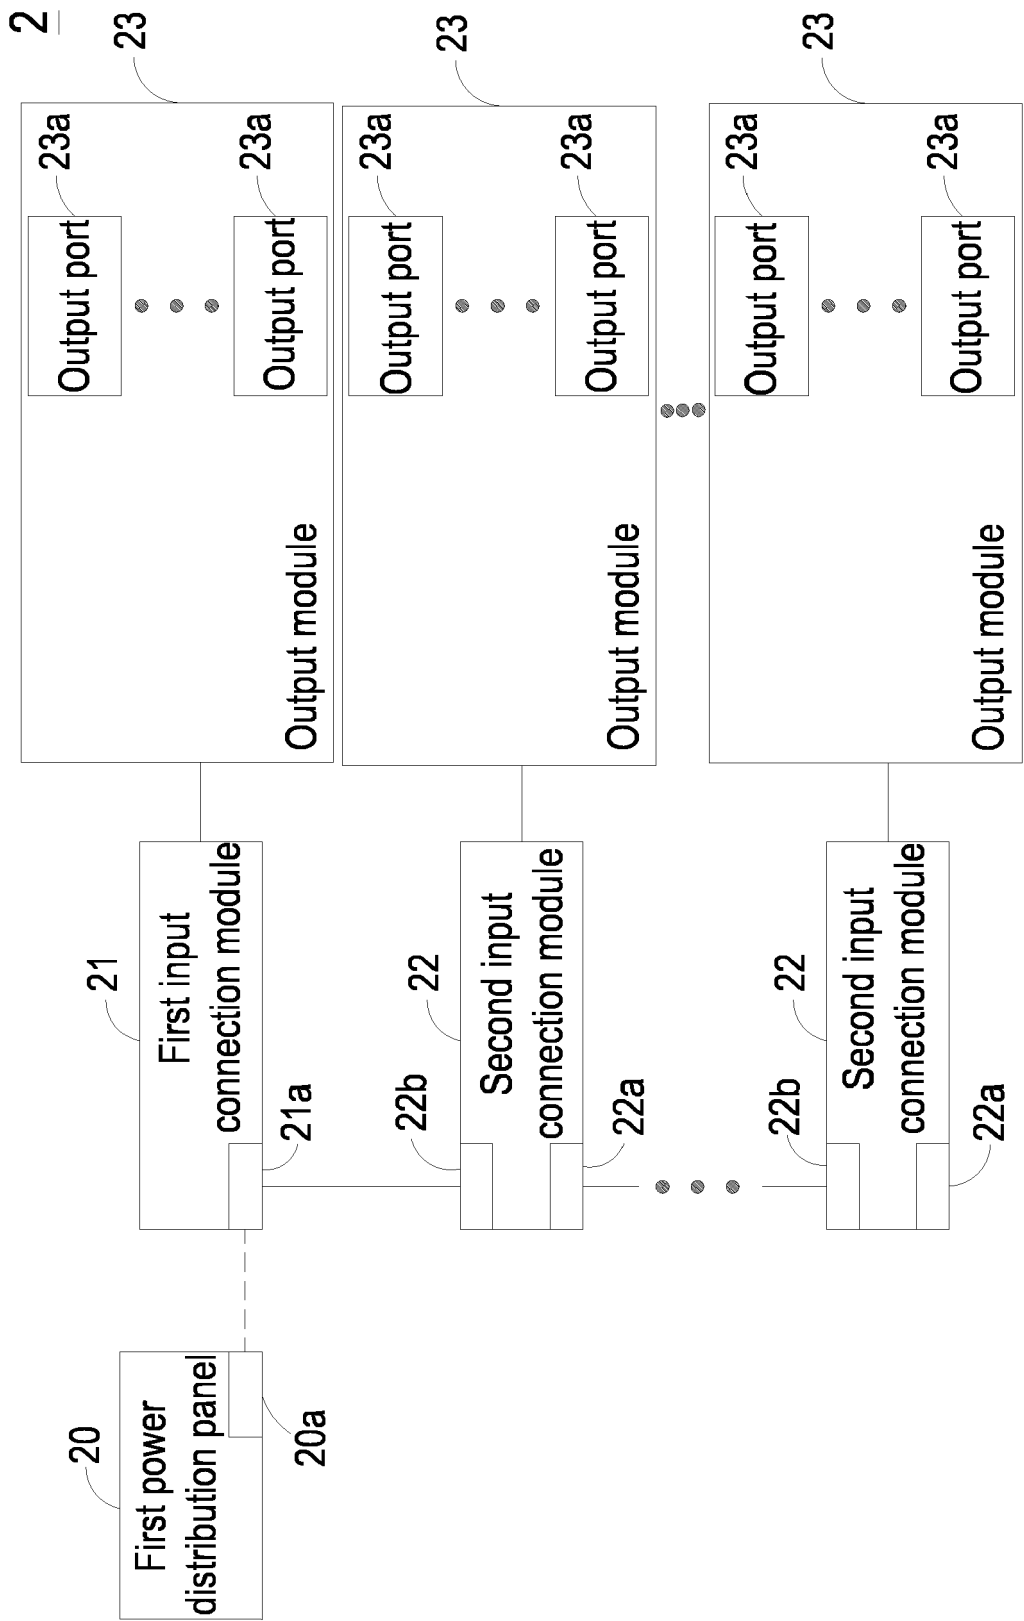 2
23
23
23
23a
23a
23a
23a
23a
23a
Output port
Output port
Output port
Output port
Output port
Output port
Output module
Output module
Output module
21
First input
connection module
21a
22
Second input
connection module
22b
22a
22
Second input
connection module
22b
22a
20
First power
distribution panel
20a